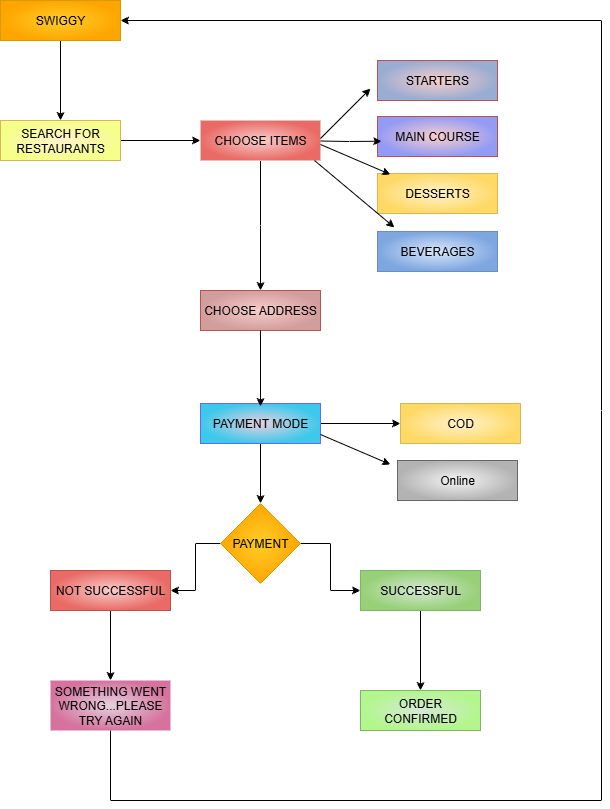 SWIGGY
SEARCH FOR
RESTAURANTS
CHOOSE ITEMS
STARTERS
MAIN COURSE
DESSERTS
BEVERAGES
CHOOSE ADDRESS
PAYMENT MODE
COD
Online
PAYMENT
NOT SUCCESSFUL
SUCCESSFUL
SOMETHING WENT
WRONG...PLEASE
TRY AGAIN
ORDER
CONFIRMED